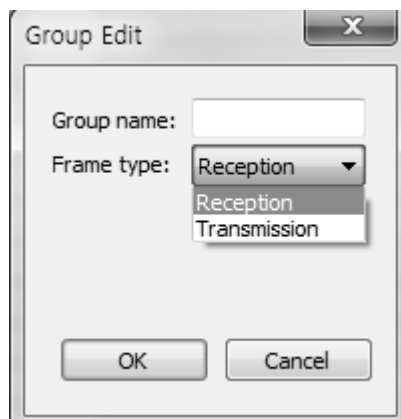 Group Edit
Group name:
Frame type: Reception
Reception
Transmission
OK Cancel